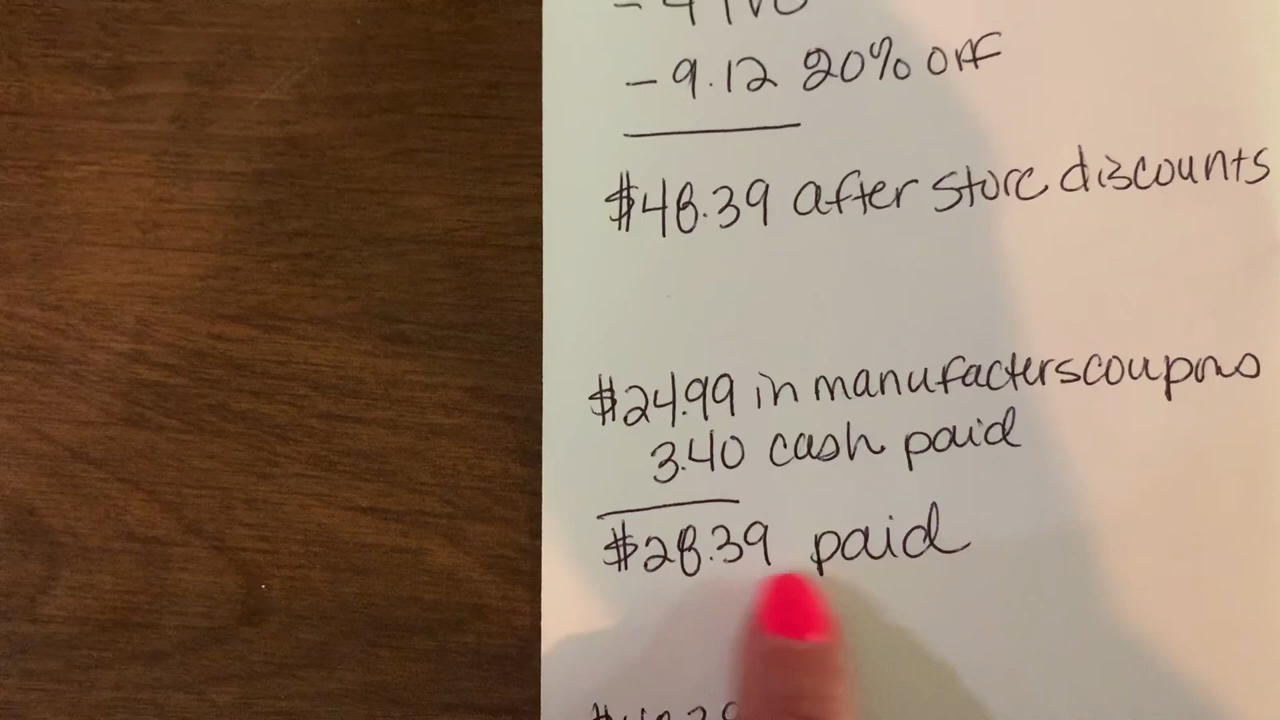 - 9.12 20% off
$48.39 after store discounts
$24.99 in manufacterscoupons
3.40 cash paid
$28.39 paid